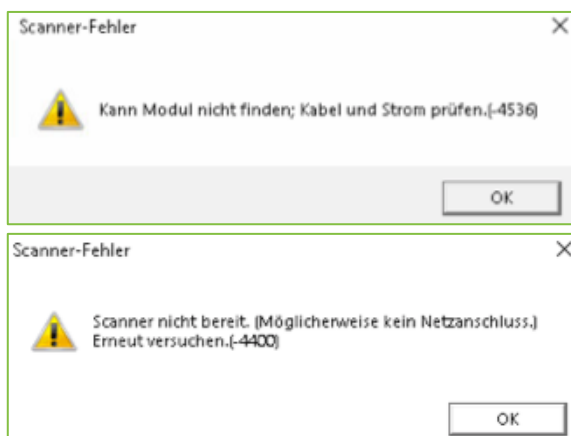 Scanner-Fehler
Kann Modul nicht finden; Kabel und Strom prüfen.(-4536)
OK
Scanner-Fehler
Scanner nicht bereit. (Möglicherweise kein Netzanschluss.)
Erneut versuchen.(-4400)
OK